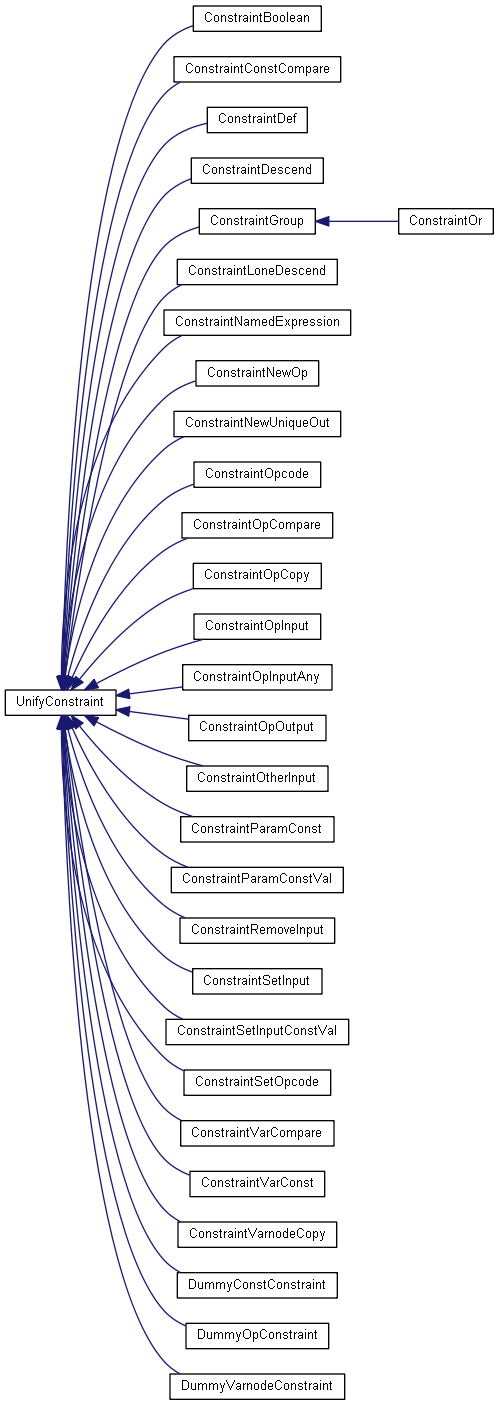 ConstraintBoolean
ConstraintConstCompare
ConstraintDef
ConstraintDescend
ConstraintGroup
ConstraintOr
ConstraintLoneDescend
ConstraintNamedExpression
ConstraintNewOp
ConstraintNewUniqueOut
ConstraintOpcode
ConstraintOpCompare
ConstraintOpCopy
ConstraintOpInput
ConstraintOpInputAny
UnifyConstraint
ConstraintOpOutput
ConstraintOtherInput
ConstraintParamConst
ConstraintParamConstVal
ConstraintRemoveInput
ConstraintSetInput
ConstraintSetInputConstVal
ConstraintSetOpcode
ConstraintVarCompare
ConstraintVarConst
ConstraintVarnodeCopy
DummyConstConstraint
DummyOpConstraint
DummyVarnodeConstraint